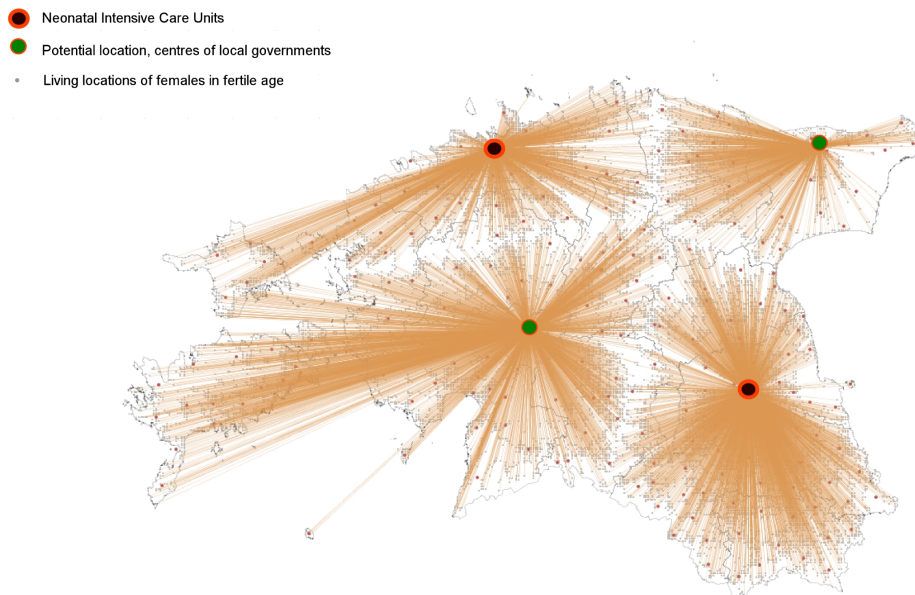 Neonatal Intensive Care Units
Potential location, centres of local governments
Living locations of females in fertile age